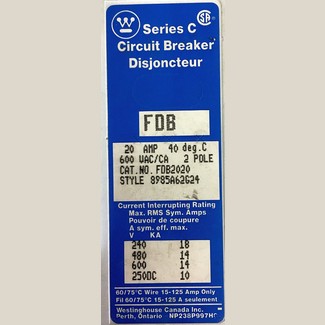 Series C
Circuit Breaker
Disjoncteur
FDB
20 AMP 40 deg.C
600 VAC/CA 2 POLE
CAT.NO. FDB2020
STYLE 8985A62G24
Current Interrupting Rating
Max. RMS Sym. Amps
Pouvoir de coupure
A sym. eff. max.
V KA
240 18
480 14
600 14
250DC 10
60/75°C Wire 15-125 Amp Only
Fil 60/75°C 15-125 A seulement
Westinghouse Canada Inc.
Perth, Ontario NP238P997H